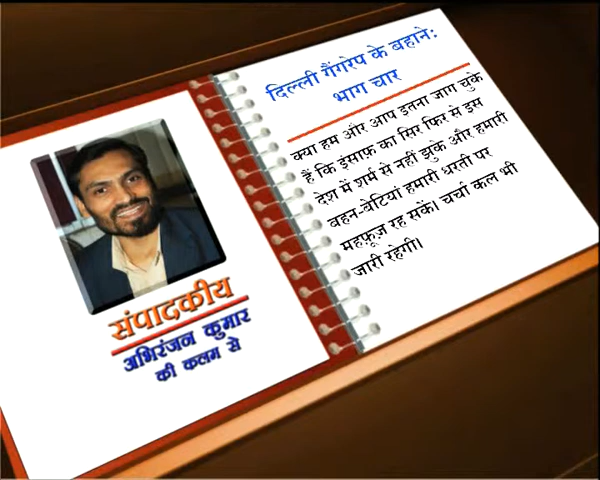 संपादकीय
अभिरंजन कुमार
की कलम से
दिल्ली गैंगरेप के बहाने:
भाग चार
क्या हम और आप इतना जाग चुके
हैं कि इंसाफ़ का सिर फिर से इस
देश में शर्म से नहीं झुके और हमारी
बहन-बेटियां हमारी धरती पर
महफ़ूज़ रह सकें। चर्चा कल भी
जारी रहेगी।